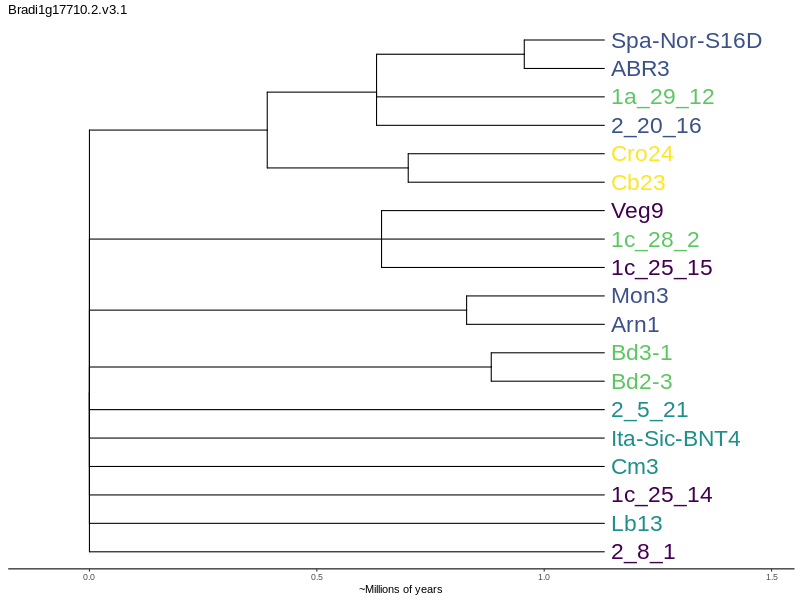 Bradi1g17710.2.v3.1
Spa-Nor-S16D
ABR3
1a_29_12
2_20_16
Cro24
Cb23
Veg9
1c_28_2
1c_25_15
Mon3
Arn1
Bd3-1
Bd2-3
2_5_21
Ita-Sic-BNT4
Cm3
1c_25_14
Lb13
2_8_1
0.0 0.5 1.0 1.5
~Millions of years